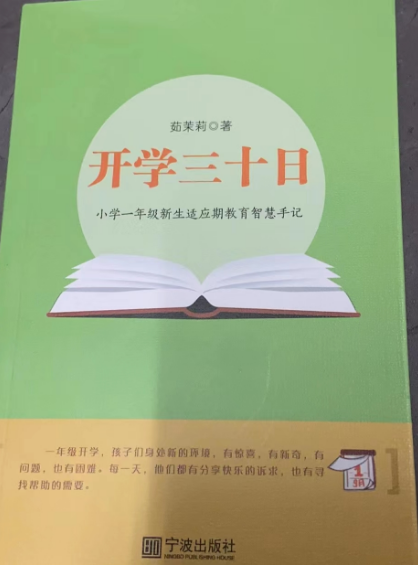 茹茉莉◎著
开学三十日
小学一年级新生适应期教育智慧手记
一年级开学，孩子们身处新的环境，有惊喜，有新奇，有
问题，也有困难。每一天，他们都有分享快乐的诉求，也有寻
找帮助的需要。
1
宁波出版社
NINGBO PUBLISHING HOUSE